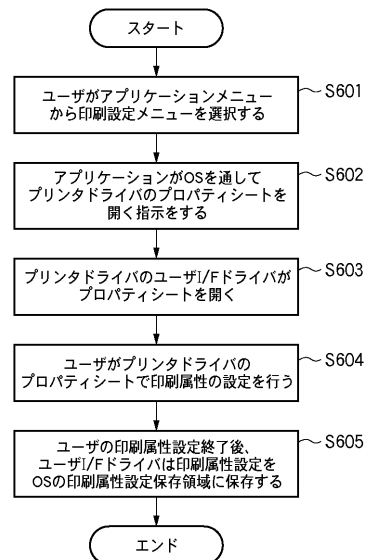 スタート
ユーザがアプリケーションメニュー
から印刷設定メニューを選択する
S601
アプリケーションがOSを通して
プリンタドライバのプロパティシートを
開く指示をする
S602
プリンタドライバのユーザI/Fドライバが
プロパティシートを開く
S603
ユーザがプリンタドライバの
プロパティシートで印刷属性の設定を行う
S604
ユーザの印刷属性設定終了後、
ユーザI/Fドライバは印刷属性設定を
OSの印刷属性設定保存領域に保存する
S605
エンド